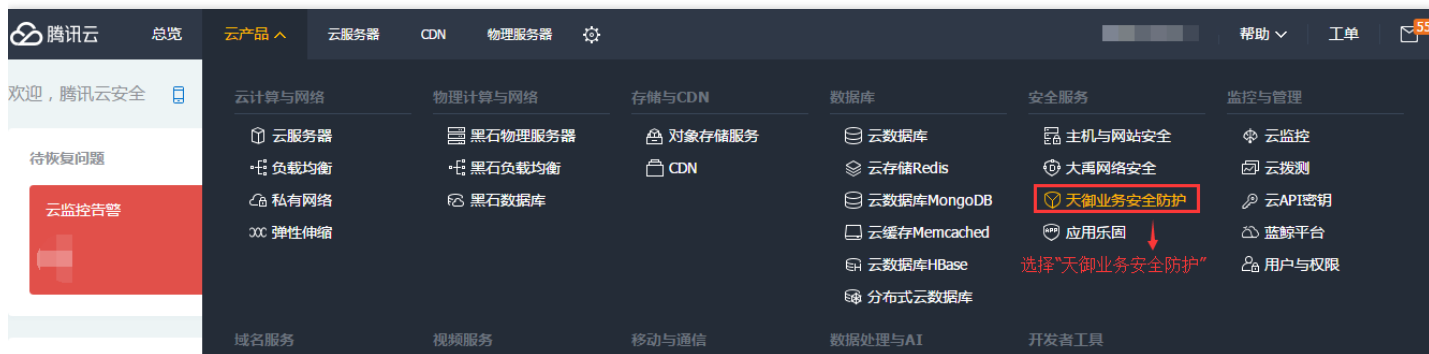 腾讯云 总览 云产品 云服务器 CDN 物理服务器 帮助 工单 55
欢迎，腾讯云安全
云计算与网络 物理计算与网络 存储与CDN 数据库 安全服务 监控与管理
云服务器 黑石物理服务器 对象存储服务 云数据库 主机与网站安全 云监控
待恢复问题
负载均衡 黑石负载均衡 CDN 云存储Redis 大禹网络安全 云拨测
云监控告警
私有网络 黑石数据库 云数据库MongoDB 天御业务安全防护 云API密钥
弹性伸缩 云缓存Memcached 应用乐固 蓝鲸平台
云数据库HBase 选择“天御业务安全防护” 用户与权限
分布式云数据库
域名服务 视频服务 移动与通信 数据处理与AI 开发者工具